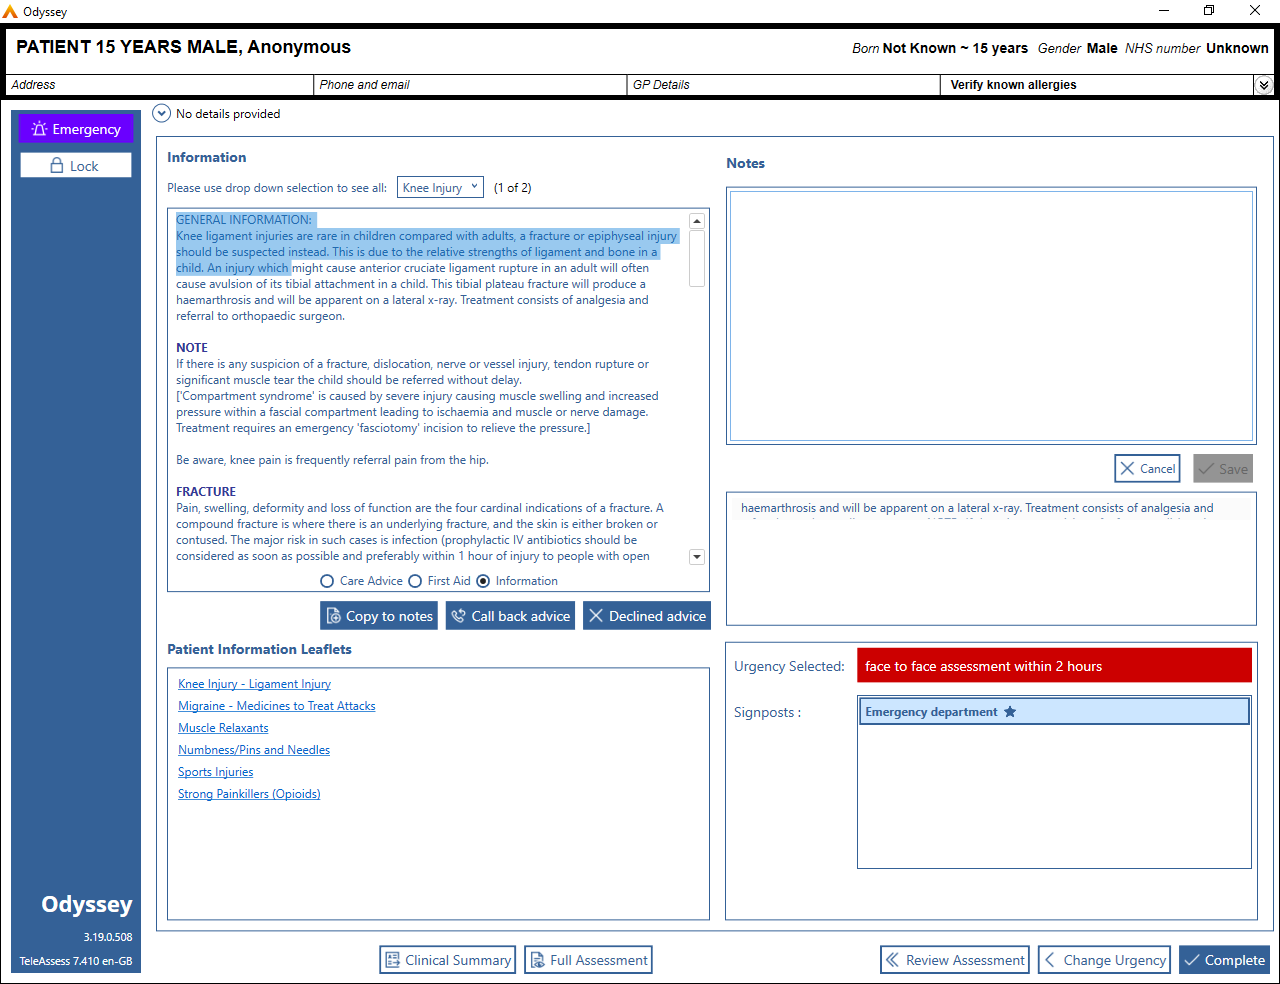 Odyssey
PATIENT 15 YEARS MALE, Anonymous
Born Not Known ~ 15 years Gender Male NHS number Unknown
Address
Phone and email
GP Details
Verify known allergies
Emergency
Lock
No details provided
Information
Please use drop down selection to see all: Knee Injury (1 of 2)
GENERAL INFORMATION:
Knee ligament injuries are rare in children compared with adults, a fracture or epiphyseal injury
should be suspected instead. This is due to the relative strengths of ligament and bone in a
child. An injury which might cause anterior cruciate ligament rupture in an adult will often
cause avulsion of its tibial attachment in a child. This tibial plateau fracture will produce a
haemarthrosis and will be apparent on a lateral x-ray. Treatment consists of analgesia and
referral to orthopaedic surgeon.
NOTE
If there is any suspicion of a fracture, dislocation, nerve or vessel injury, tendon rupture or
significant muscle tear the child should be referred without delay.
['Compartment syndrome' is caused by severe injury causing muscle swelling and increased
pressure within a fascial compartment leading to ischaemia and muscle or nerve damage.
Treatment requires an emergency 'fasciotomy' incision to relieve the pressure.]
Be aware, knee pain is frequently referral pain from the hip.
FRACTURE
Pain, swelling, deformity and loss of function are the four cardinal indications of a fracture. A
compound fracture is where there is an underlying fracture, and the skin is either broken or
contused. The major risk in such cases is infection (prophylactic IV antibiotics should be
considered as soon as possible and preferably within 1 hour of injury to people with open
Care Advice First Aid Information
Copy to notes
Call back advice
Declined advice
Patient Information Leaflets
Knee Injury - Ligament Injury
Migraine - Medicines to Treat Attacks
Muscle Relaxants
Numbness/Pins and Needles
Sports Injuries
Strong Painkillers (Opioids)
Notes
Cancel
Save
haemarthrosis and will be apparent on a lateral x-ray. Treatment consists of analgesia and
Urgency Selected: face to face assessment within 2 hours
Signposts : Emergency department
Odyssey
3.19.0.508
TeleAssess 7.410 en-GB
Clinical Summary
Full Assessment
Review Assessment
Change Urgency
Complete